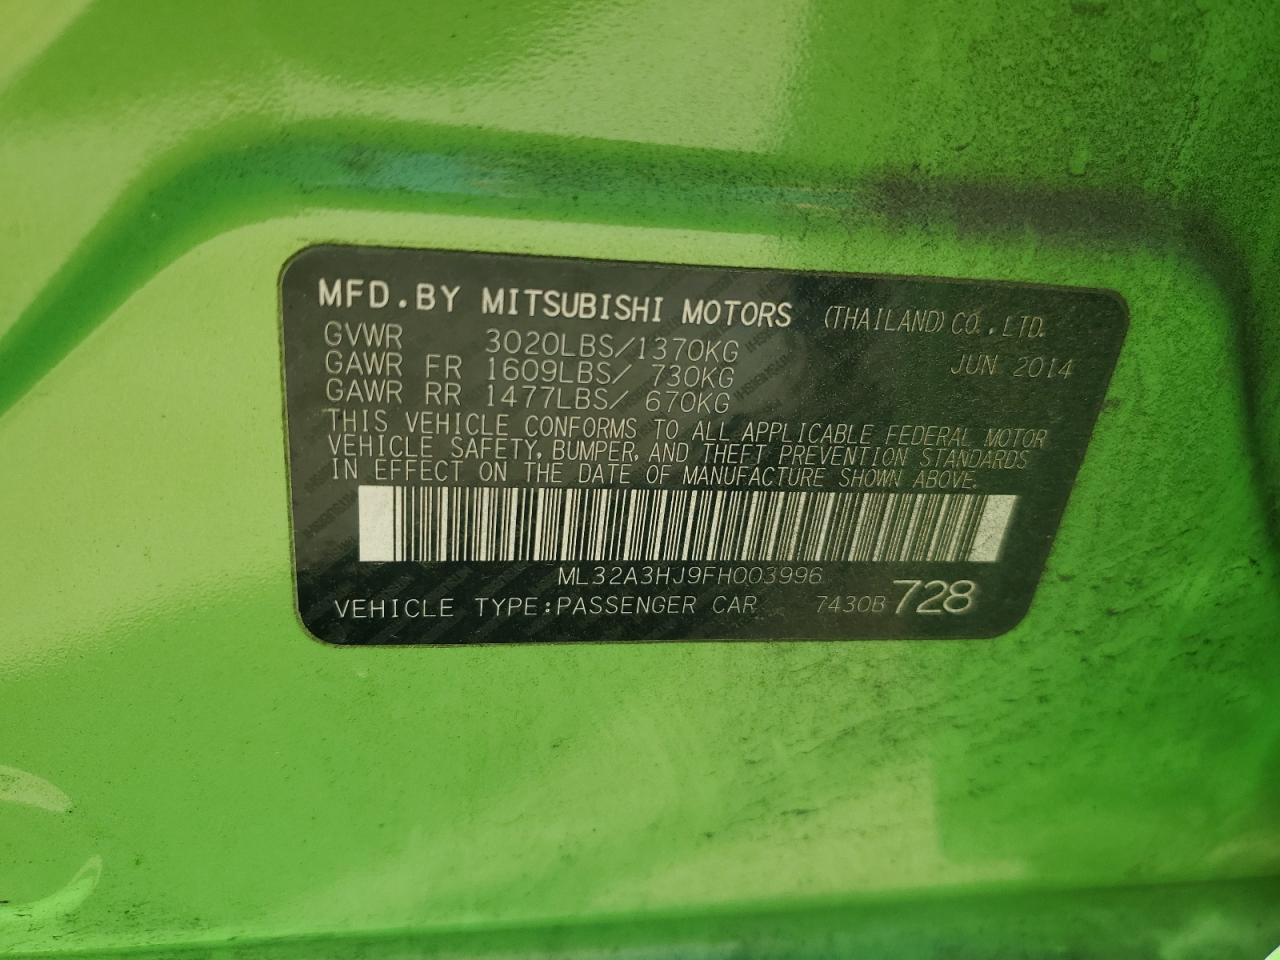 MFD.BY MITSUBISHI MOTORS (THAILAND) CO.,LTD.
GVWR 3020LBS/1370KG JUN 2014
GAWR FR 1609LBS/ 730KG
GAWR RR 1477LBS/ 670KG
THIS VEHICLE CONFORMS TO ALL APPLICABLE FEDERAL MOTOR
VEHICLE SAFETY, BUMPER, AND THEFT PREVENTION STANDARDS
IN EFFECT ON THE DATE OF MANUFACTURE SHOWN ABOVE.
ML32A3HJ9FH003996
VEHICLE TYPE:PASSENGER CAR 7430B 728